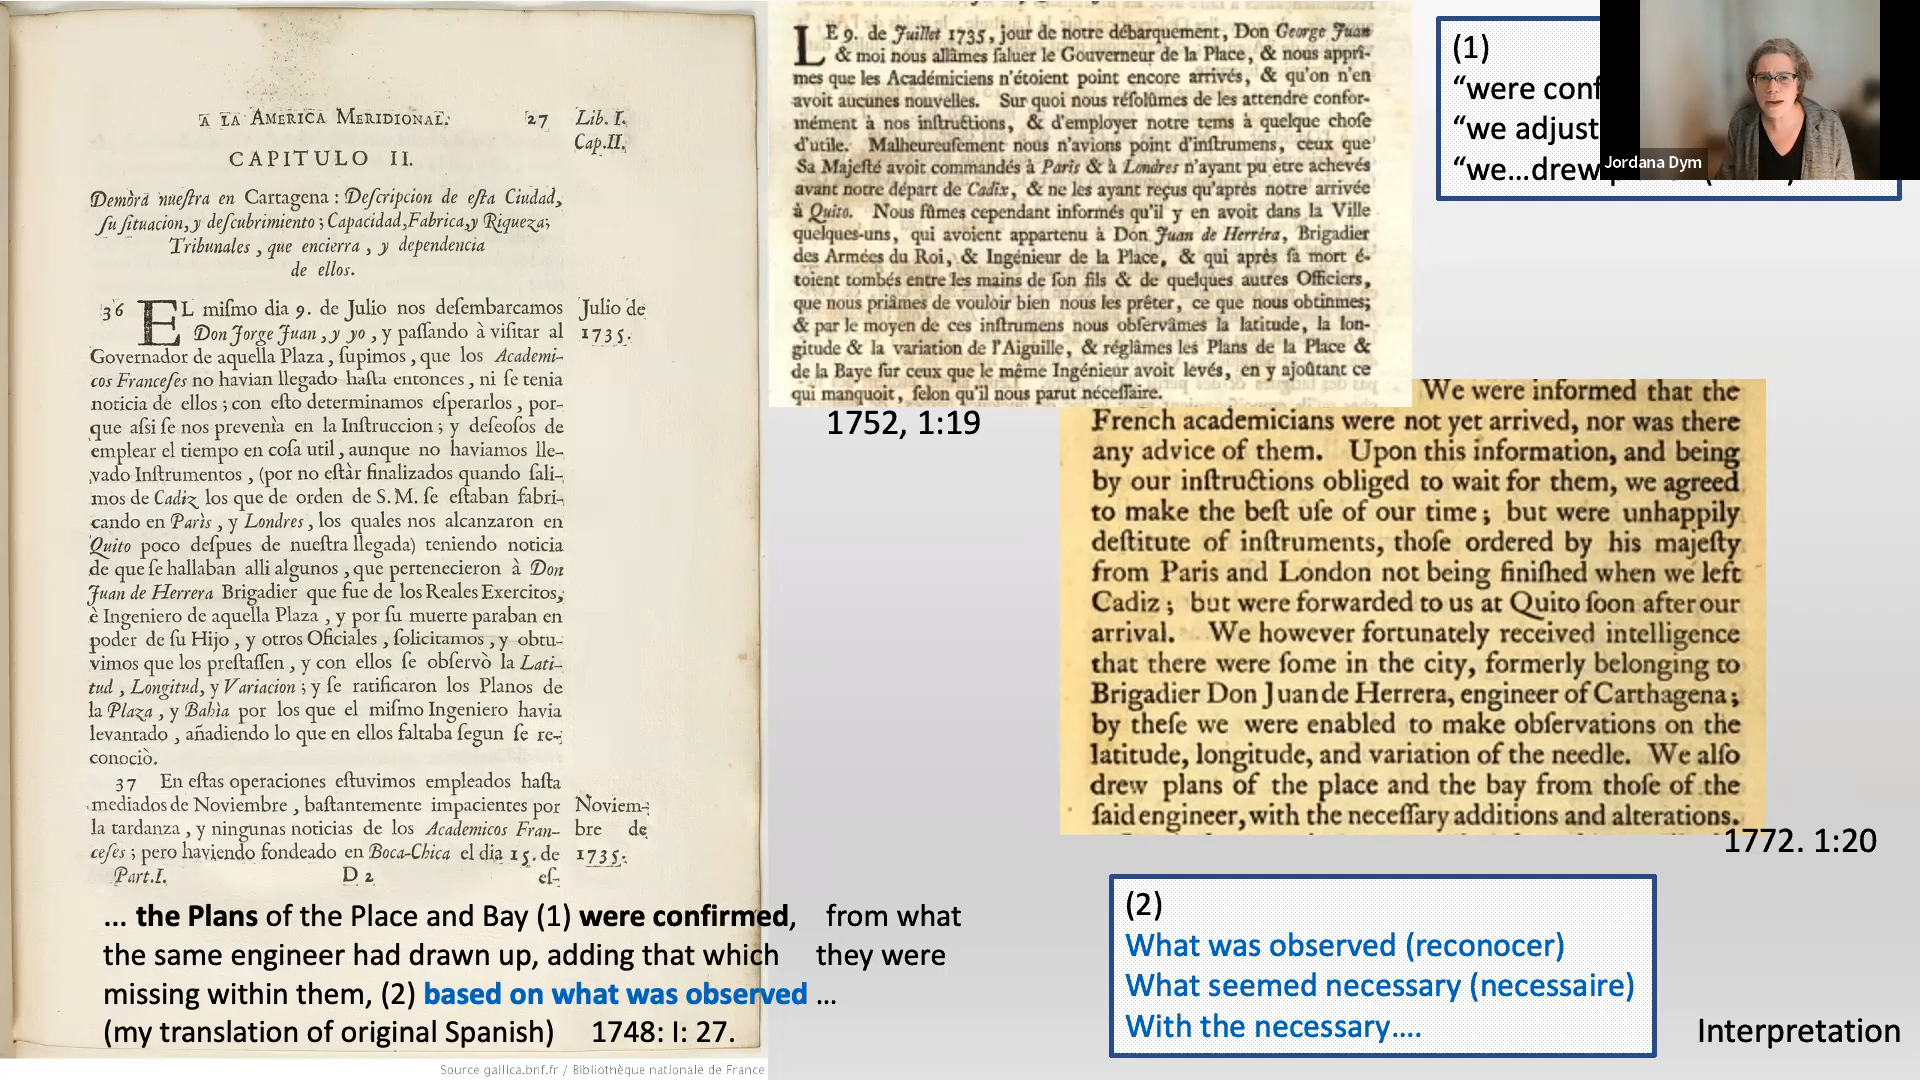 A LA AMERICA MERIDIONAL. 27 Lib. I.
Cap.II.
CAPITULO II.
Demòra nueſtra en Cartagena : Deſcripcion de eſta Ciudad,
ſu ſituacion, y deſcubrimiento ; Capacidad, Fabrica, y Riqueza;
Tribunales , que encierra , y dependencia
de ellos.
36 EL miſmo dia 9. de Julio nos deſembarcamos Julio de
Don Jorge Juan , y yo , y paſſando à viſitar al 1735.
Governador de aquella Plaza , ſupimos , que los Academi-
cos Franceſes no havian llegado haſta entonces , ni ſe tenia
noticia de ellos ; con eſto determinamos eſperarlos , por-
que aſsi ſe nos prevenia en la Inſtruccion ; y deſeoſos de
emplear el tiempo en coſa util , aunque no haviamos lle-
vado Inſtrumentos , (por no eſtàr finalizados quando ſali-
mos de Cadiz los que de orden de S. M. ſe eſtaban fabri-
cando en Parìs , y Londres , los quales nos alcanzaron en
Quito poco deſpues de nueſtra llegada) teniendo noticia
de que ſe hallaban alli algunos , que pertenecieron à Don
Juan de Herrera Brigadier que fue de los Reales Exercitos,
è Ingeniero de aquella Plaza , y por ſu muerte paraban en
poder de ſu Hijo , y otros Oficiales , ſolicitamos , y obtu-
vimos que los preſtaſſen , y con ellos ſe obſervò la Lati-
tud , Longitud, y Variacion ; y ſe ratificaron los Planos de
la Plaza , y Bahìa por los que el miſmo Ingeniero havia
levantado , añadiendo lo que en ellos faltaba ſegun ſe re-
conociò.
37 En eſtas operaciones eſtuvimos empleados haſta
mediados de Noviembre , baſtantemente impacientes por Noviem-
la tardanza , y ningunas noticias de los Academicos Fran- bre de
ceſes ; pero haviendo fondeado en Boca-Chica el dia 15. de 1735.
Part.I. D 2 eſ-
... the Plans of the Place and Bay (1) were confirmed, from what
the same engineer had drawn up, adding that which they were
missing within them, (2) based on what was observed ...
(my translation of original Spanish) 1748: I: 27.
Source gallica.bnf.fr / Bibliothèque nationale de France
LE 9. de Juillet 1735, jour de notre débarquement, Don George Juan
& moi nous allâmes ſaluer le Gouverneur de la Place, & nous appri-
mes que les Académiciens n'étoient point encore arrivés, & qu'on n'en
avoit aucunes nouvelles. Sur quoi nous réſolûmes de les attendre confor-
mément à nos inſtructions, & d'employer notre tems à quelque choſe
d'utile. Malheureuſement nous n'avions point d'inſtrumens, ceux que
Sa Majeſté avoit commandés à Paris & à Londres n'ayant pu etre achevés
avant notre départ de Cadix, & ne les ayant reçus qu'après notre arrivée
à Quito. Nous fûmes cependant informés qu'il y en avoit dans la Ville
quelques-uns, qui avoient appartenu à Don Juan de Herréra, Brigadier
des Armées du Roi, & Ingénieur de la Place, & qui après ſa mort é-
toient tombés entre les mains de ſon fils & de quelques autres Officiers,
que nous priâmes de vouloir bien nous les prêter, ce que nous obtinmes;
& par le moyen de ces inſtrumens nous obſervâmes la latitude, la lon-
gitude & la variation de l'Aiguille, & réglâmes les Plans de la Place &
de la Baye ſur ceux que le même Ingénieur avoit levés, en y ajoûtant ce
qui manquoit, ſelon qu'il nous parut néceſſaire.
1752, 1:19
We were informed that the
French academicians were not yet arrived, nor was there
any advice of them. Upon this information, and being
by our inſtructions obliged to wait for them, we agreed
to make the beſt uſe of our time; but were unhappily
deſtitute of inſtruments, thoſe ordered by his majeſty
from Paris and London not being finiſhed when we left
Cadiz; but were forwarded to us at Quito ſoon after our
arrival. We however fortunately received intelligence
that there were ſome in the city, formerly belonging to
Brigadier Don Juan de Herrera, engineer of Carthagena;
by theſe we were enabled to make obſervations on the
latitude, longitude, and variation of the needle. We alſo
drew plans of the place and the bay from thoſe of the
ſaid engineer, with the neceſſary additions and alterations.
1772. 1:20
(1)
“were conf
“we adjust
“we...drew
Jordana Dym
(2)
What was observed (reconocer)
What seemed necessary (necessaire)
With the necessary....
Interpretation